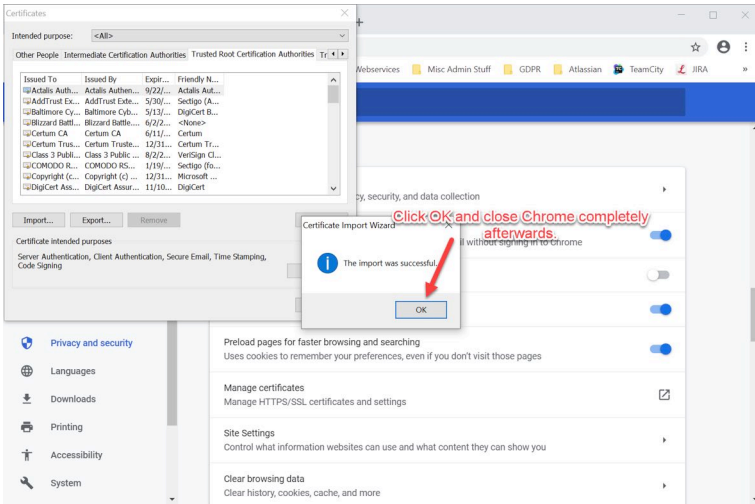 Certificates
Intended purpose: <All>
Other People Intermediate Certification Authorities Trusted Root Certification Authorities Tr
Issued To Issued By Expir... Friendly N...
Actalis Auth... Actalis Authen... 9/22/... Actalis Aut...
AddTrust Ex... AddTrust Exte... 5/30/... Sectigo (A...
Baltimore Cy... Baltimore Cyb... 5/13/... DigiCert B...
Blizzard Battl... Blizzard Battle.... 6/2/2... <None>
Certum CA Certum CA 6/11/... Certum
Certum Trus... Certum Truste... 12/31... Certum Tr...
Class 3 Publi... Class 3 Public ... 8/2/2... VeriSign Cl...
COMODO R... COMODO RS... 1/19/... Sectigo (fo...
Copyright (c... Copyright (c) ... 12/31... Microsoft ...
DigiCert Ass... DigiCert Assur... 11/10... DigiCert
Import... Export... Remove
Certificate intended purposes
Server Authentication, Client Authentication, Secure Email, Time Stamping,
Code Signing
Webservices Misc Admin Stuff GDPR Atlassian TeamCity JIRA »
cy, security, and data collection
Click OK and close Chrome completely
afterwards.
ll without signing in to Chrome
Certificate Import Wizard
The import was successful.
OK
Privacy and security
Languages
Downloads
Printing
Accessibility
System
Preload pages for faster browsing and searching
Uses cookies to remember your preferences, even if you don't visit those pages
Manage certificates
Manage HTTPS/SSL certificates and settings
Site Settings
Control what information websites can use and what content they can show you
Clear browsing data
Clear history, cookies, cache, and more